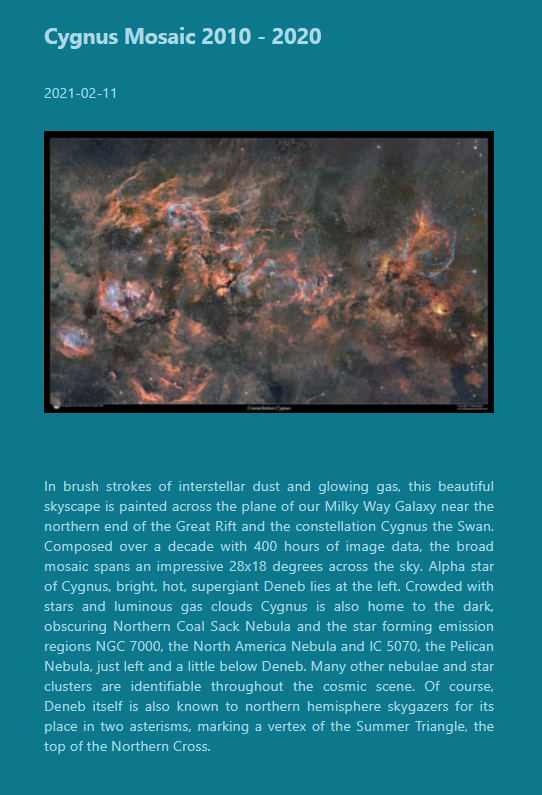 Cygnus Mosaic 2010 - 2020
2021-02-11
Constellation Cygnus
In brush strokes of interstellar dust and glowing gas, this beautiful
skyscape is painted across the plane of our Milky Way Galaxy near the
northern end of the Great Rift and the constellation Cygnus the Swan.
Composed over a decade with 400 hours of image data, the broad
mosaic spans an impressive 28x18 degrees across the sky. Alpha star
of Cygnus, bright, hot, supergiant Deneb lies at the left. Crowded with
stars and luminous gas clouds Cygnus is also home to the dark,
obscuring Northern Coal Sack Nebula and the star forming emission
regions NGC 7000, the North America Nebula and IC 5070, the Pelican
Nebula, just left and a little below Deneb. Many other nebulae and star
clusters are identifiable throughout the cosmic scene. Of course,
Deneb itself is also known to northern hemisphere skygazers for its
place in two asterisms, marking a vertex of the Summer Triangle, the
top of the Northern Cross.